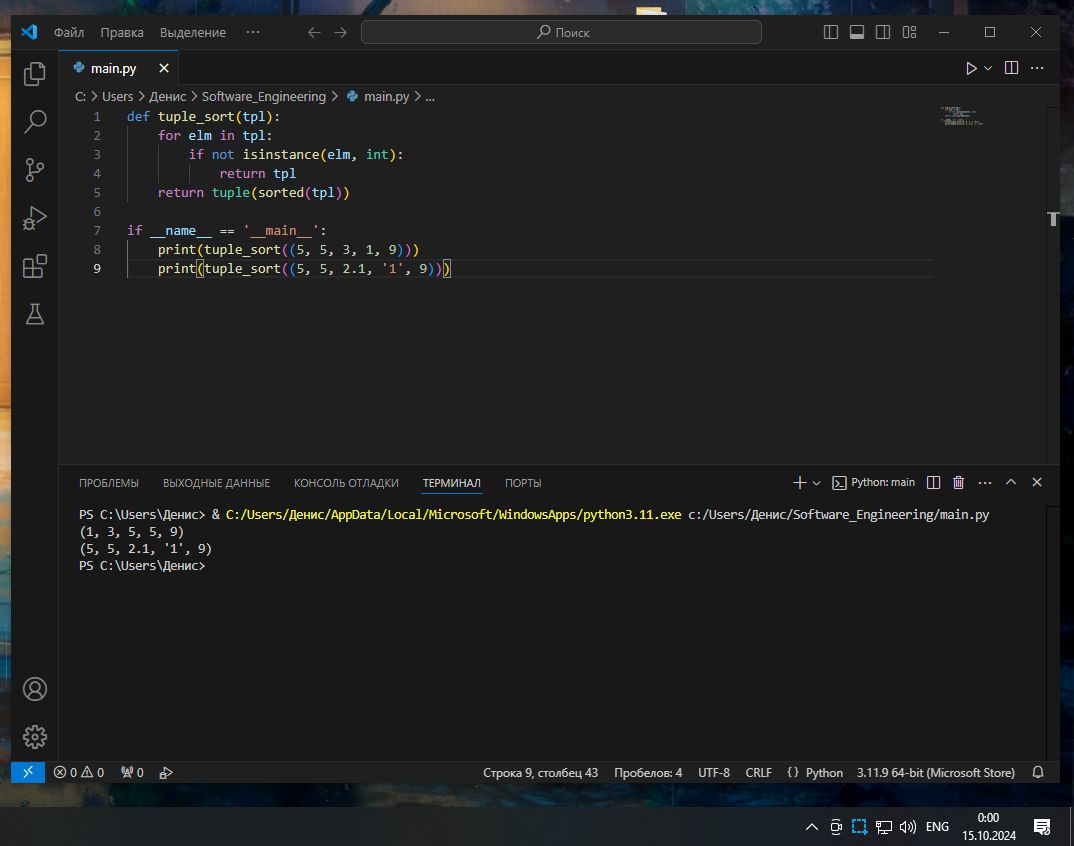 Файл Правка Выделение ··· Поиск
main.py
C: > Users > Денис > Software_Engineering > main.py > ...
1 def tuple_sort(tpl):
2 for elm in tpl:
3 if not isinstance(elm, int):
4 return tpl
5 return tuple(sorted(tpl))
6
7 if __name__ == '__main__':
8 print(tuple_sort((5, 5, 3, 1, 9)))
9 print(tuple_sort((5, 5, 2.1, '1', 9)))
ПРОБЛЕМЫ ВЫХОДНЫЕ ДАННЫЕ КОНСОЛЬ ОТЛАДКИ ТЕРМИНАЛ ПОРТЫ Python: main
PS C:\Users\Денис> & C:/Users/Денис/AppData/Local/Microsoft/WindowsApps/python3.11.exe c:/Users/Денис/Software_Engineering/main.py
(1, 3, 5, 5, 9)
(5, 5, 2.1, '1', 9)
PS C:\Users\Денис>
0 0 0 Строка 9, столбец 43 Пробелов: 4 UTF-8 CRLF {} Python 3.11.9 64-bit (Microsoft Store)
ENG
0:00
15.10.2024